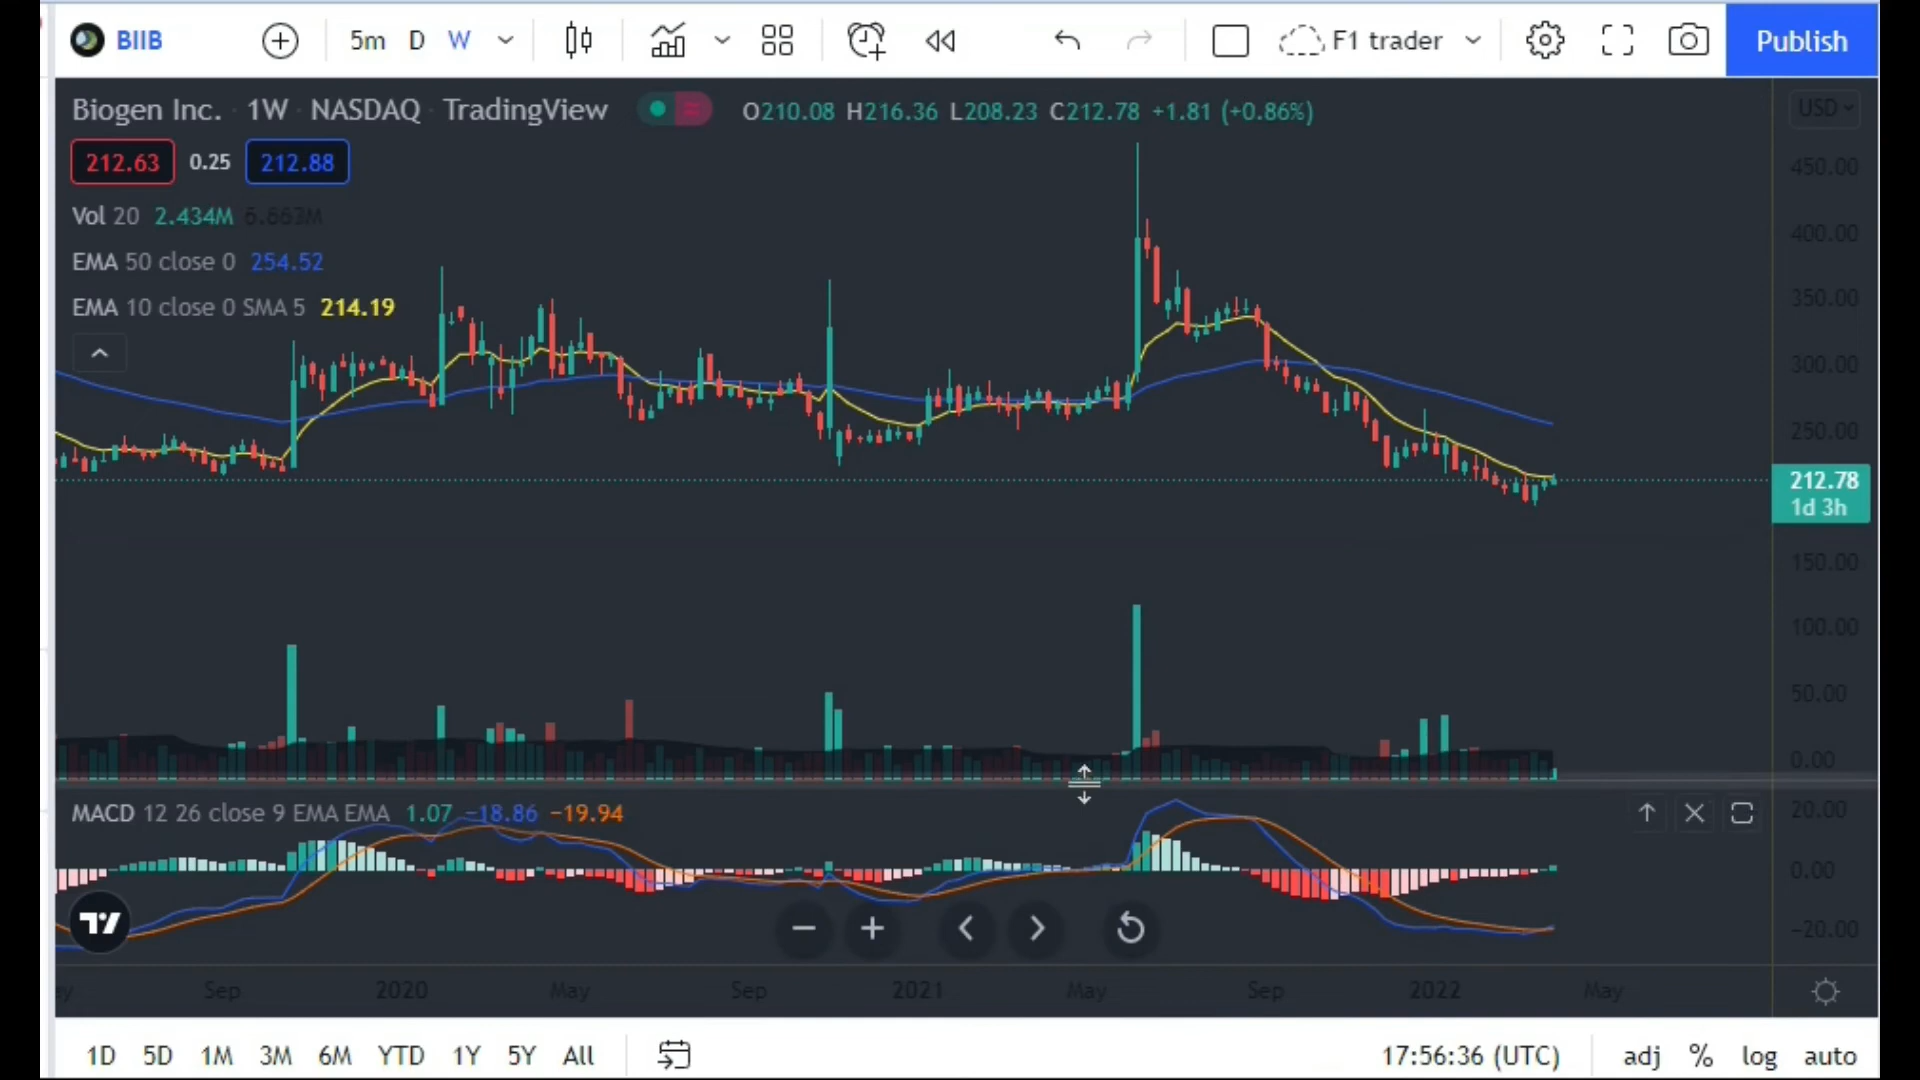 BIIB 5m D W F1 trader Publish
Biogen Inc. · 1W · NASDAQ · TradingView O210.08 H216.36 L208.23 C212.78 +1.81 (+0.86%) USD
212.63 0.25 212.88
Vol 20 2.434M 6.663M
EMA 50 close 0 254.52
EMA 10 close 0 SMA 5 214.19
450.00
400.00
350.00
300.00
250.00
212.78
1d 3h
150.00
100.00
50.00
0.00
MACD 12 26 close 9 EMA EMA 1.07 −18.86 −19.94
20.00
0.00
−20.00
Sep 2020 May Sep 2021 May Sep 2022 May
1D 5D 1M 3M 6M YTD 1Y 5Y All 17:56:36 (UTC) adj % log auto